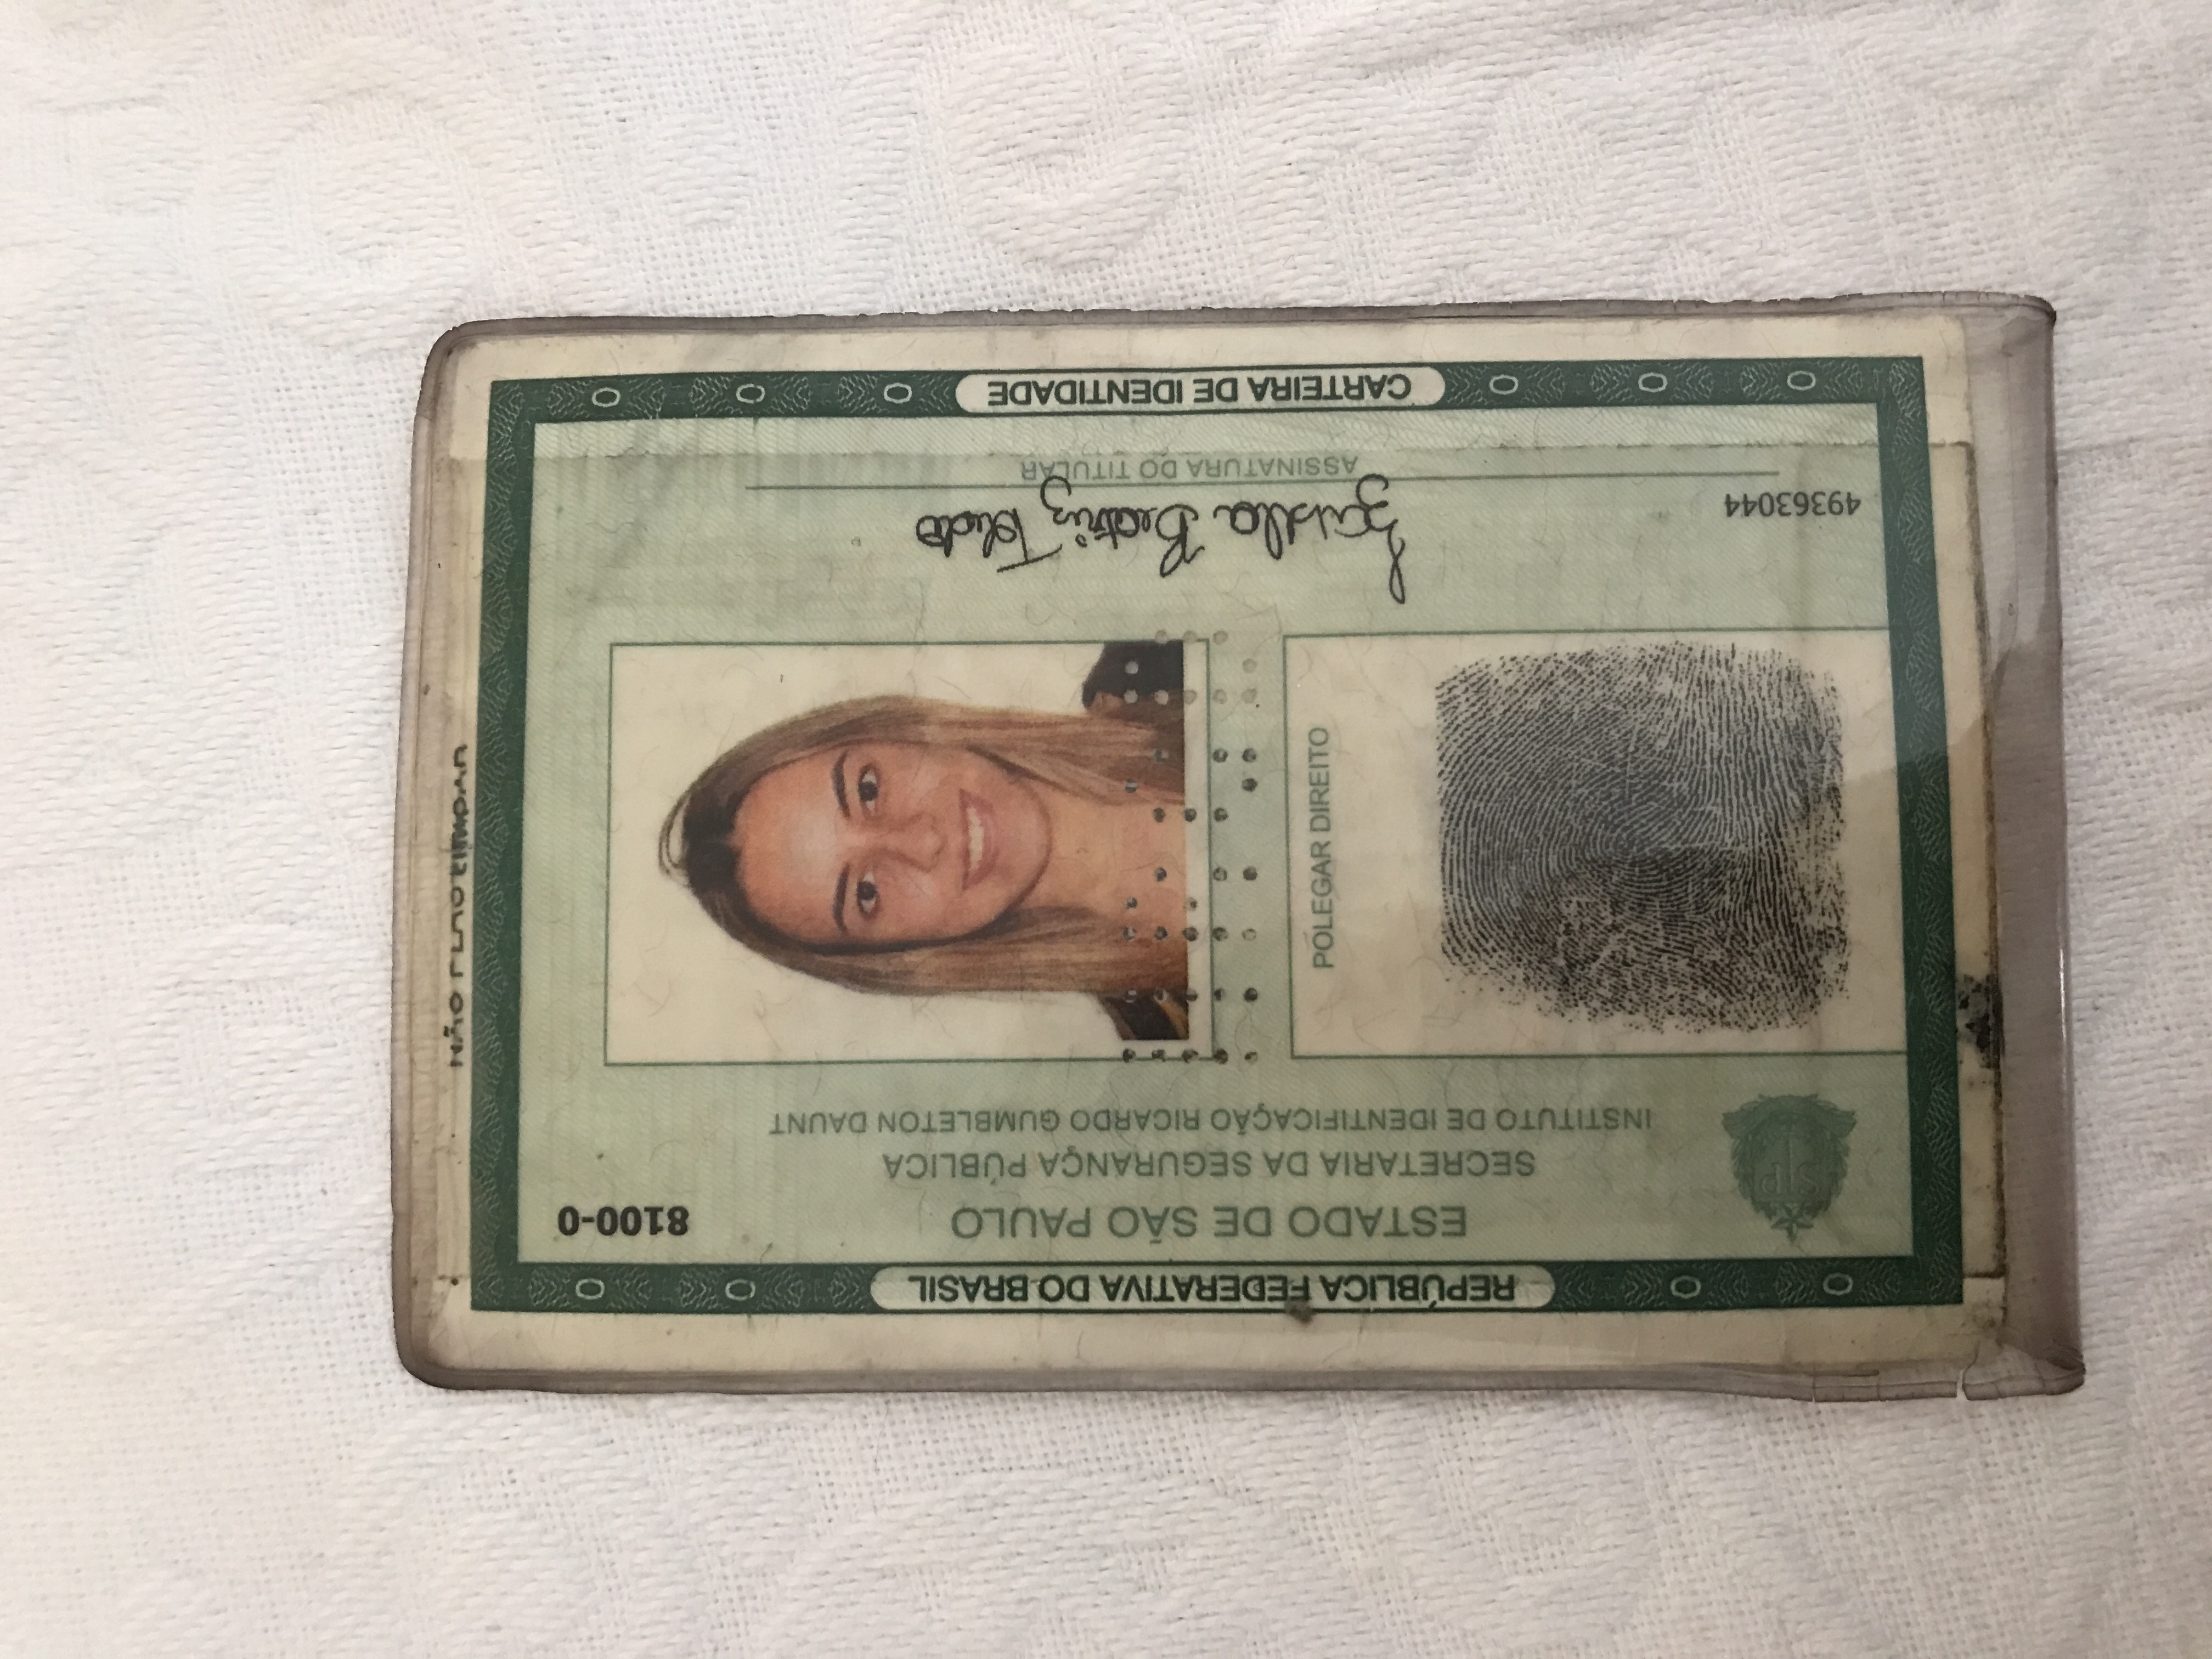 NÃO PLASTIFICAR
REPÚBLICA FEDERATIVA DO BRASIL
8100-0
ESTADO DE SÃO PAULO
SECRETARIA DA SEGURANÇA PÚBLICA
INSTITUTO DE IDENTIFICAÇÃO RICARDO GUMBLETON DAUNT
POLEGAR DIREITO
Izabella Beatriz Toledo
49363044
ASSINATURA DO TITULAR
CARTEIRA DE IDENTIDADE